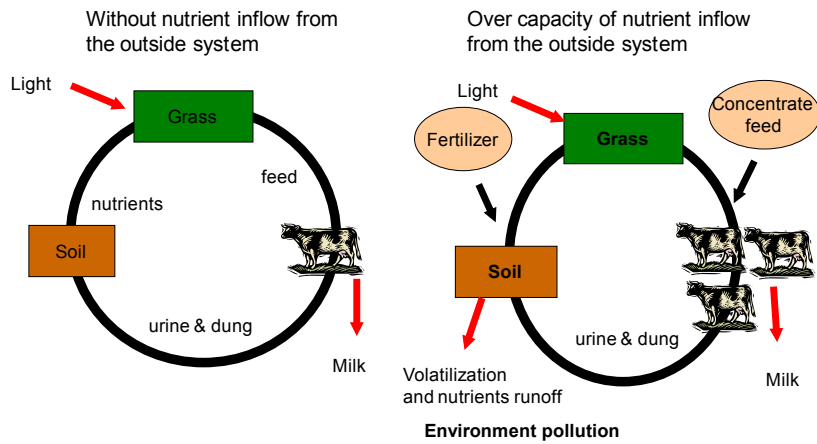 Without nutrient inflow from
the outside system
Light
Grass
feed
nutrients
Soil
urine & dung
Milk
Over capacity of nutrient inflow
from the outside system
Light
Concentrate
feed
Fertilizer
Grass
Soil
urine & dung
Volatilization
and nutrients runoff
Milk
Environment pollution